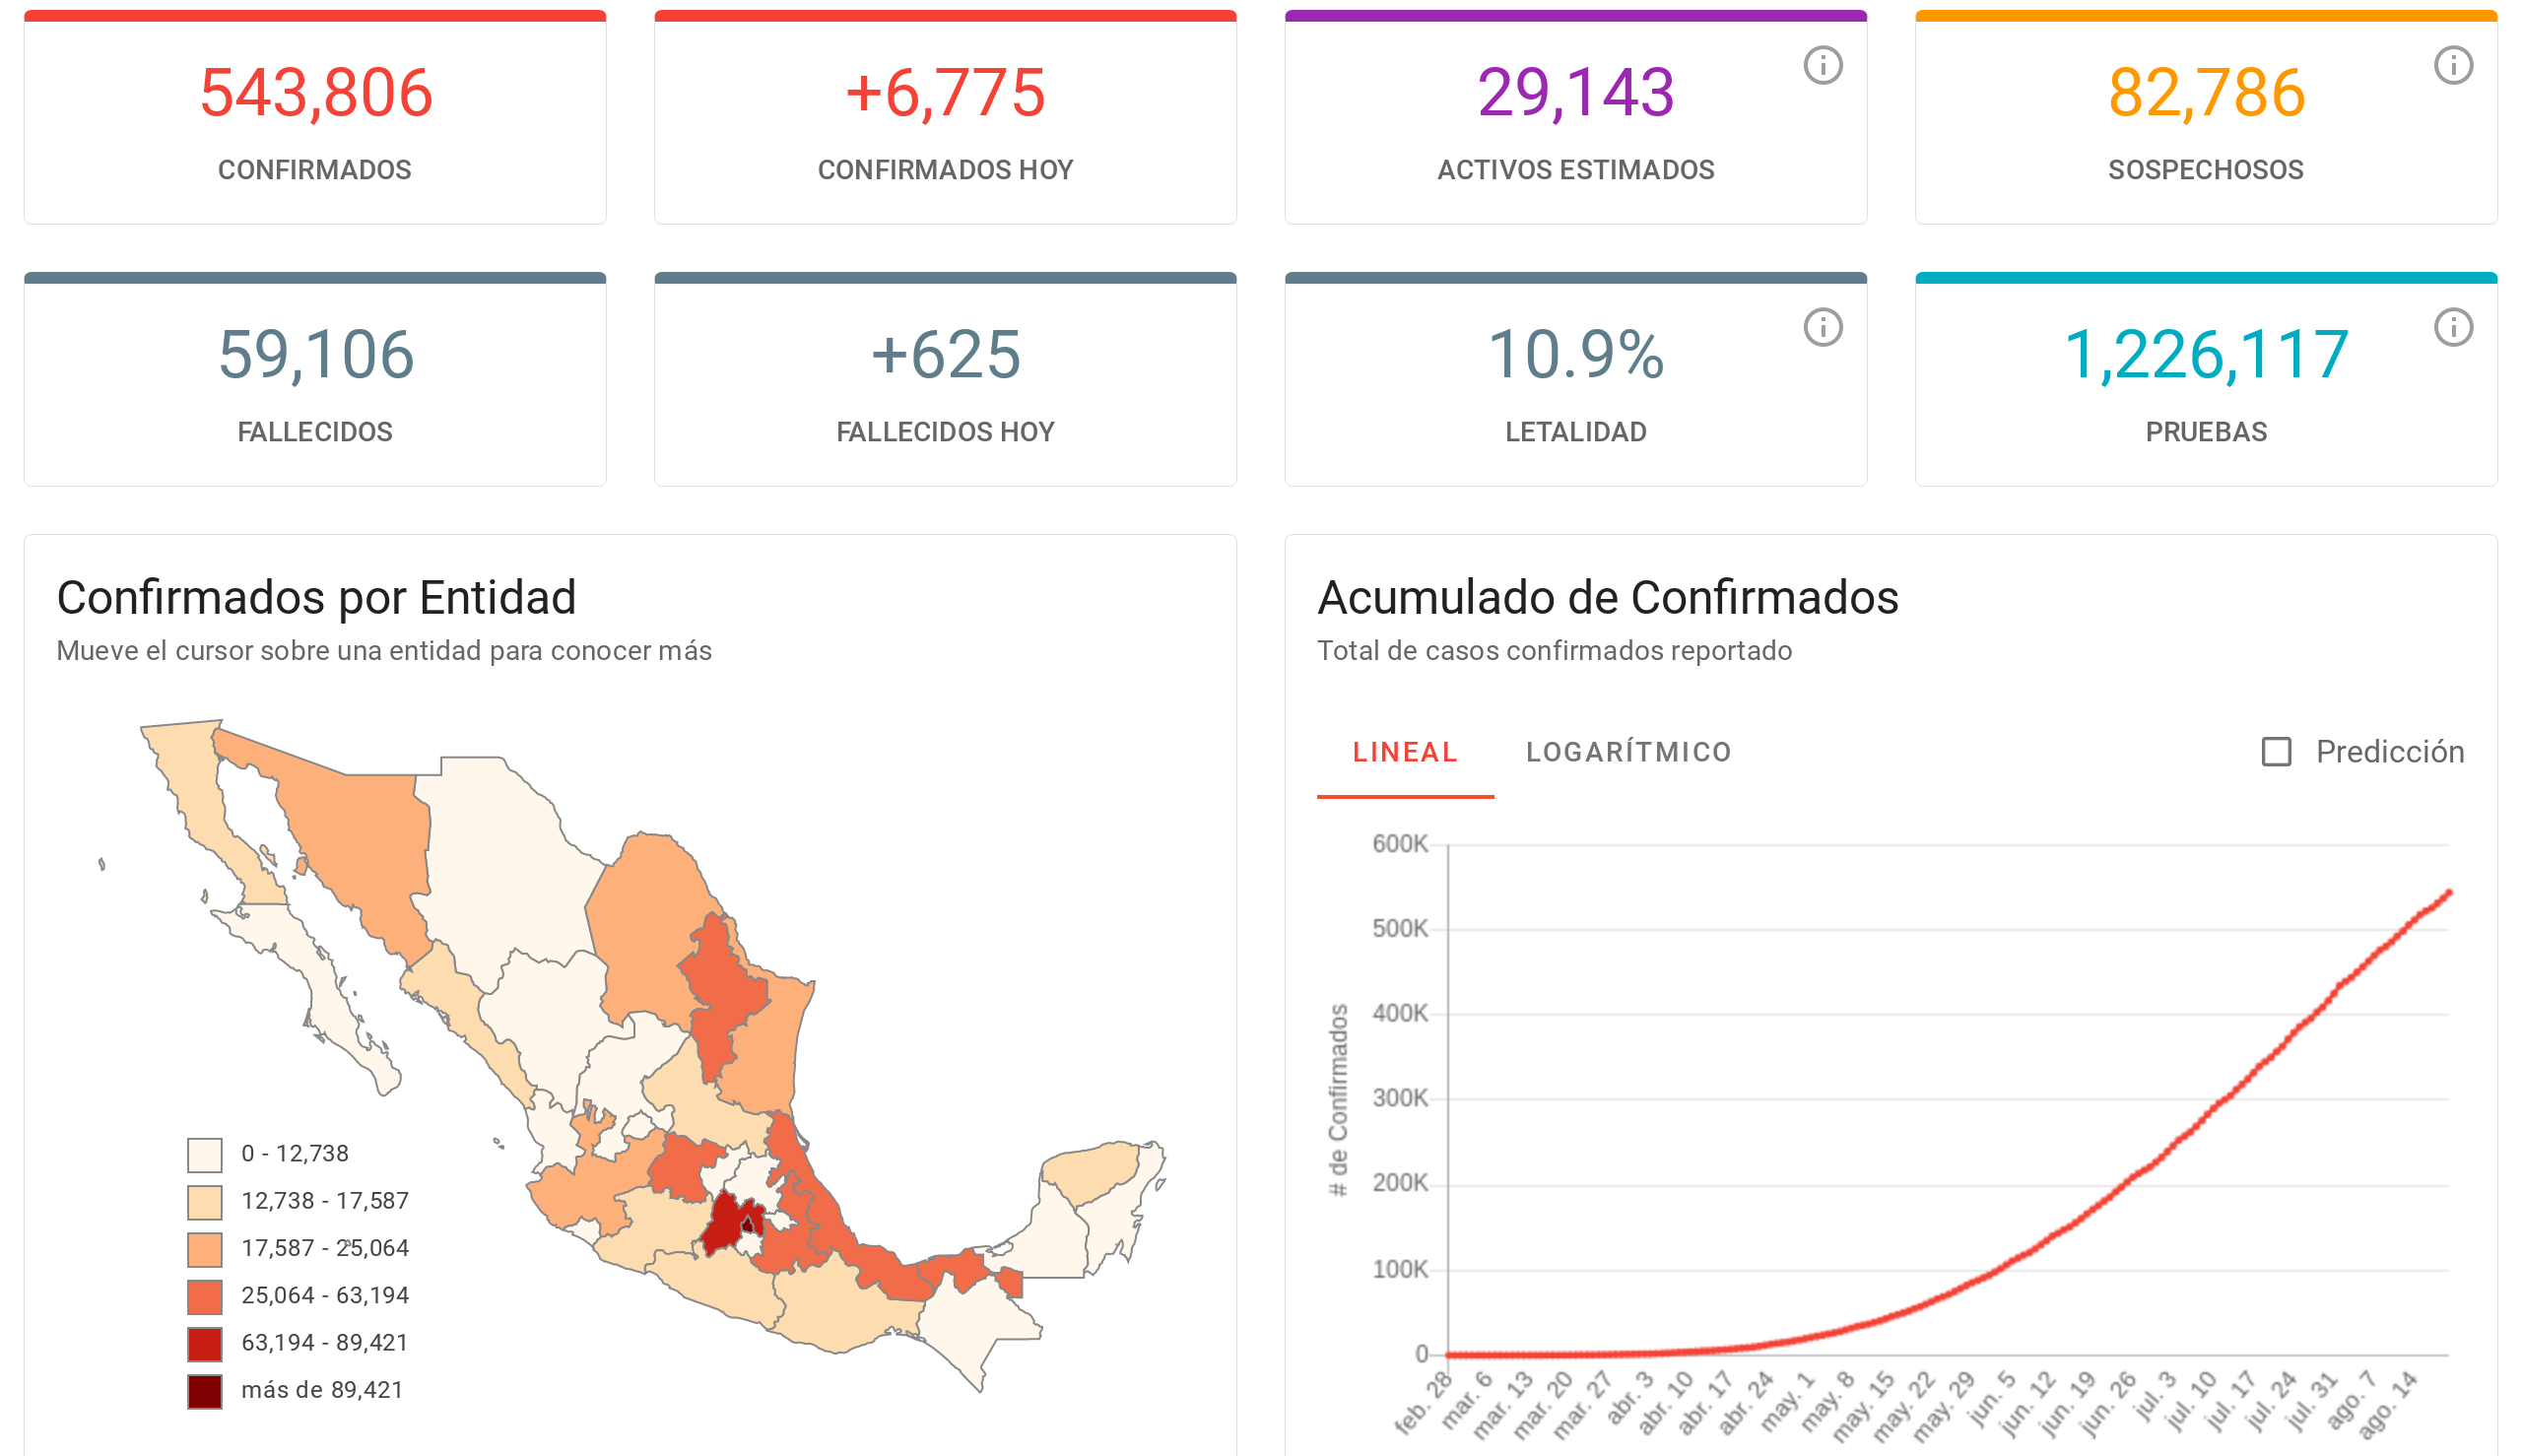 543,806
CONFIRMADOS
+6,775
CONFIRMADOS HOY
29,143
ACTIVOS ESTIMADOS
82,786
SOSPECHOSOS
59,106
FALLECIDOS
+625
FALLECIDOS HOY
10.9%
LETALIDAD
1,226,117
PRUEBAS
Confirmados por Entidad
Mueve el cursor sobre una entidad para conocer más
0 - 12,738
12,738 - 17,587
17,587 - 25,064
25,064 - 63,194
63,194 - 89,421
más de 89,421
Acumulado de Confirmados
Total de casos confirmados reportado
LINEAL
LOGARÍTMICO
Predicción
# de Confirmados
600K
500K
400K
300K
200K
100K
0
feb. 28
mar. 6
mar. 13
mar. 20
mar. 27
abr. 3
abr. 10
abr. 17
abr. 24
may. 1
may. 8
may. 15
may. 22
may. 29
jun. 5
jun. 12
jun. 19
jun. 26
jul. 3
jul. 10
jul. 17
jul. 24
jul. 31
ago. 7
ago. 14